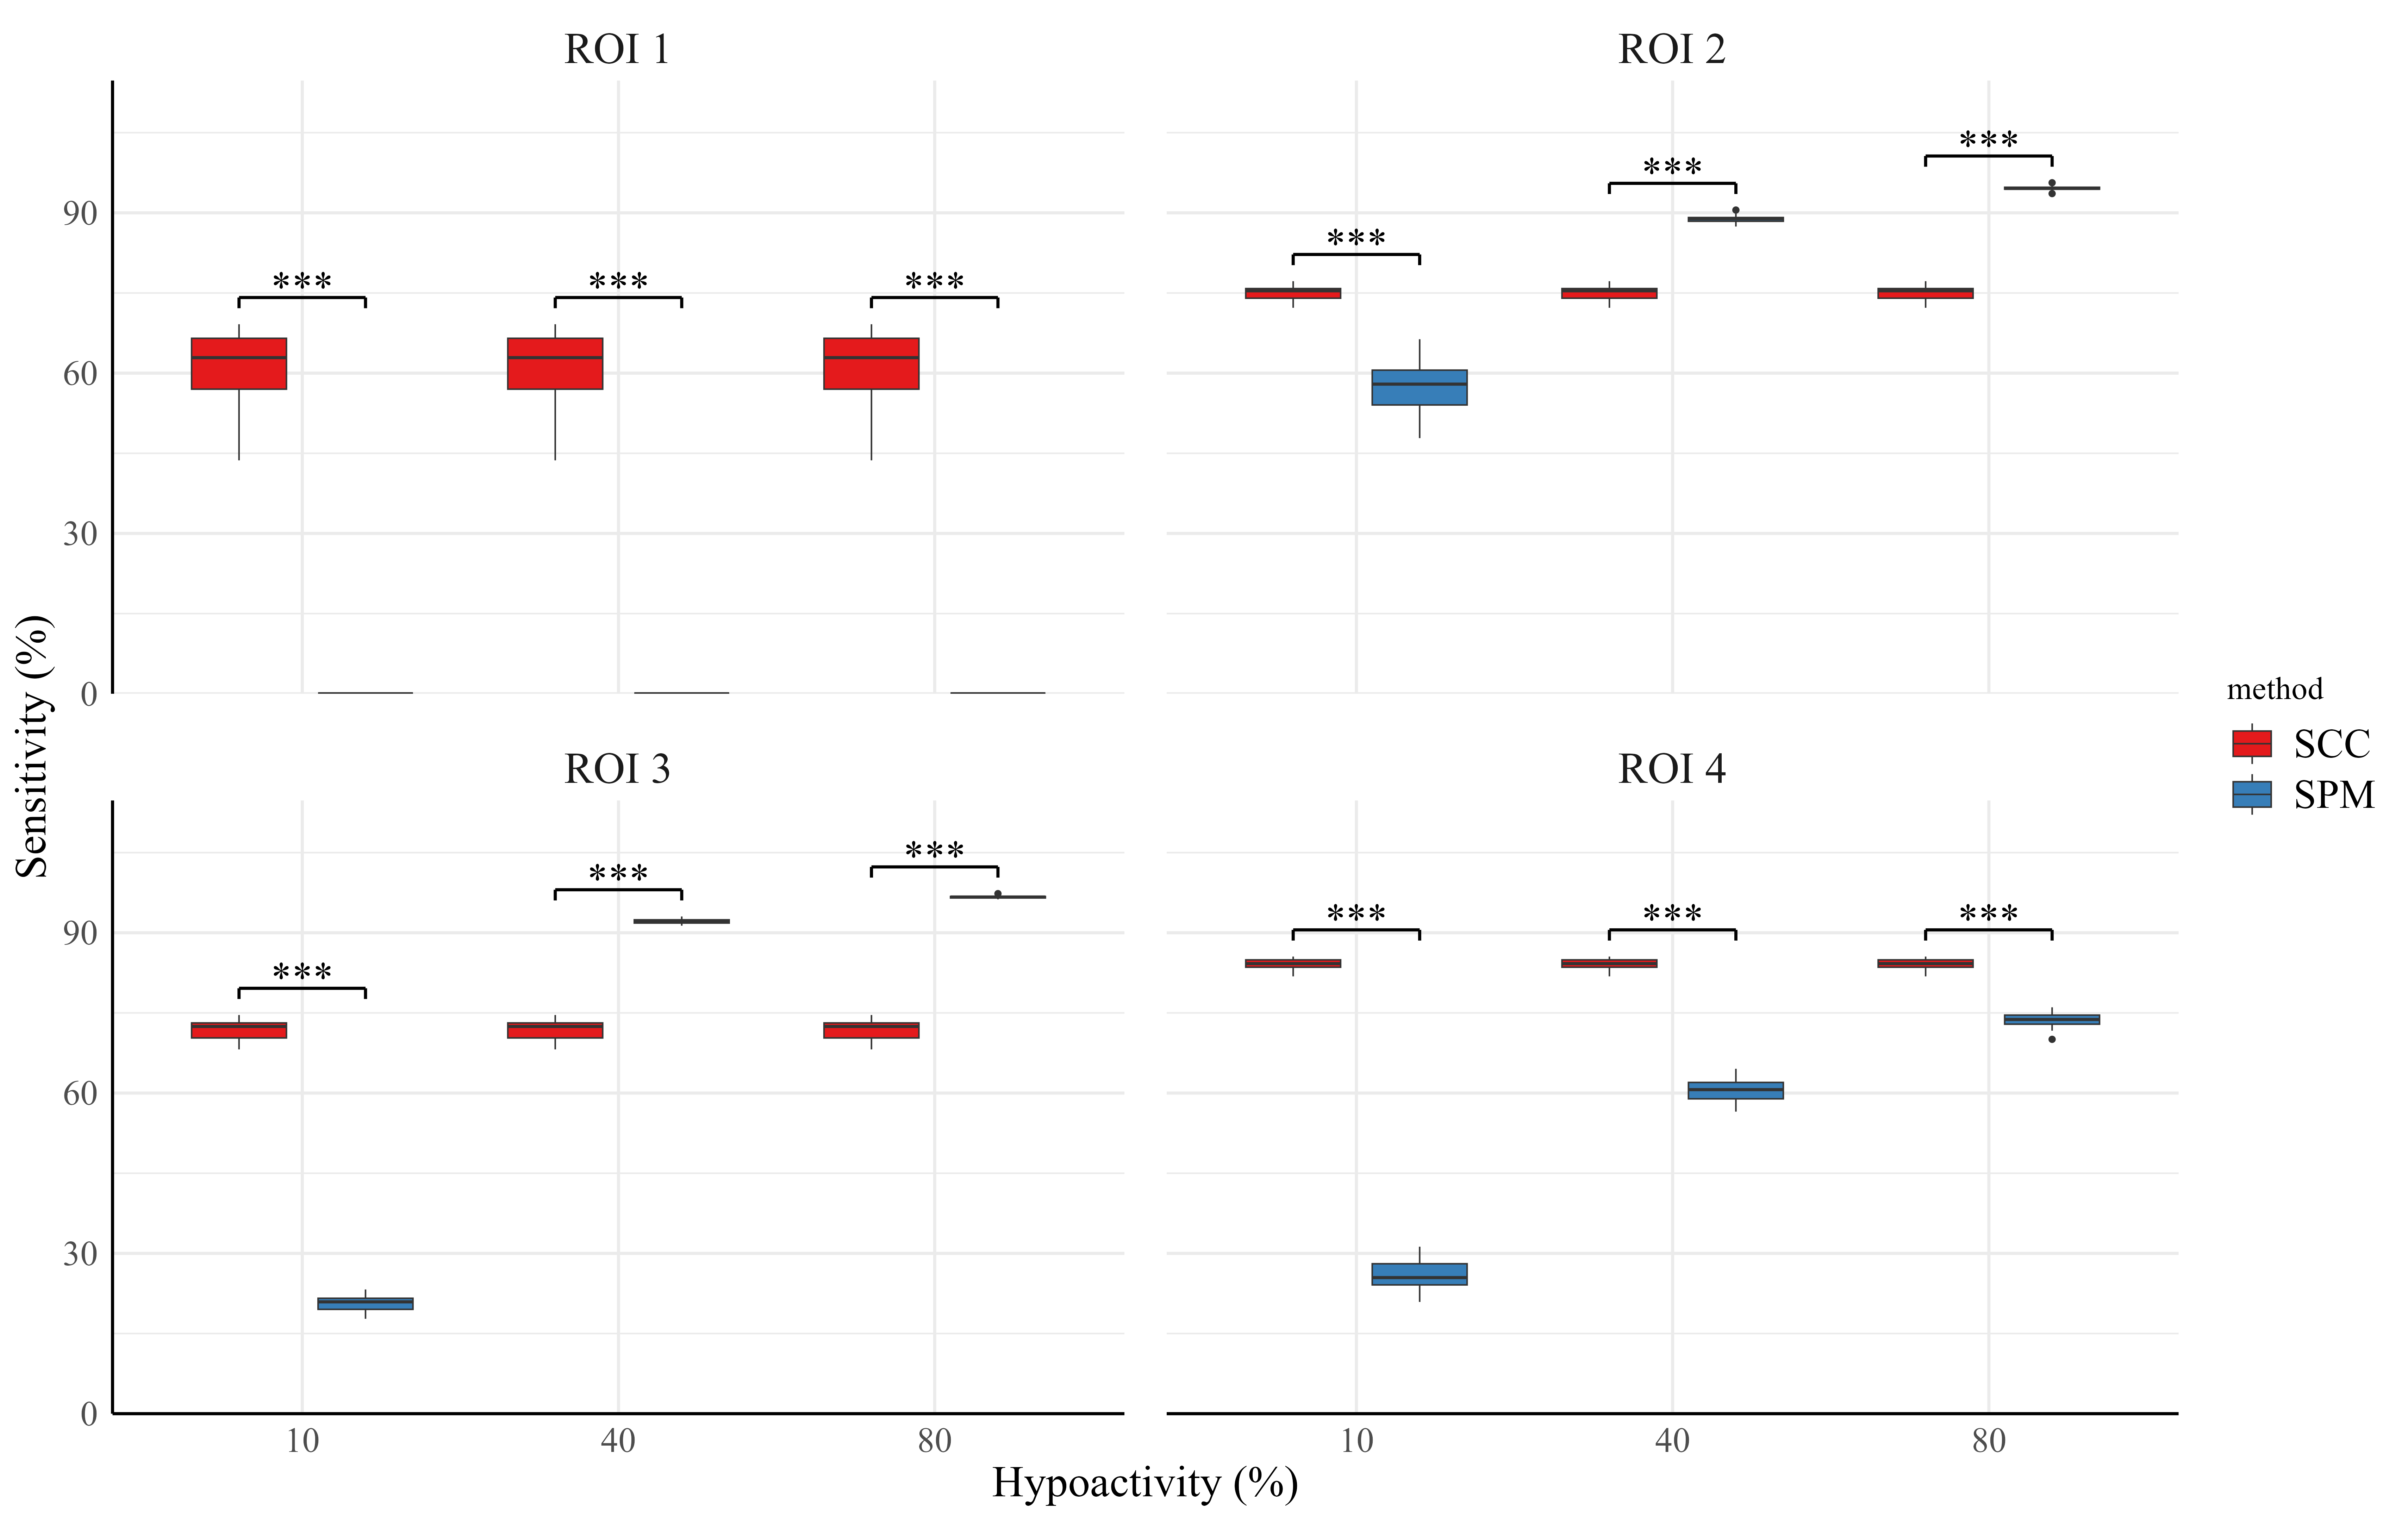 ROI 1
ROI 2
*** *** ***
*** *** ***
90
60
30
0
ROI 3
ROI 4
*** *** ***
*** *** ***
90
60
30
0
10 40 80
10 40 80
Sensitivity (%)
Hypoactivity (%)
method
SCC
SPM